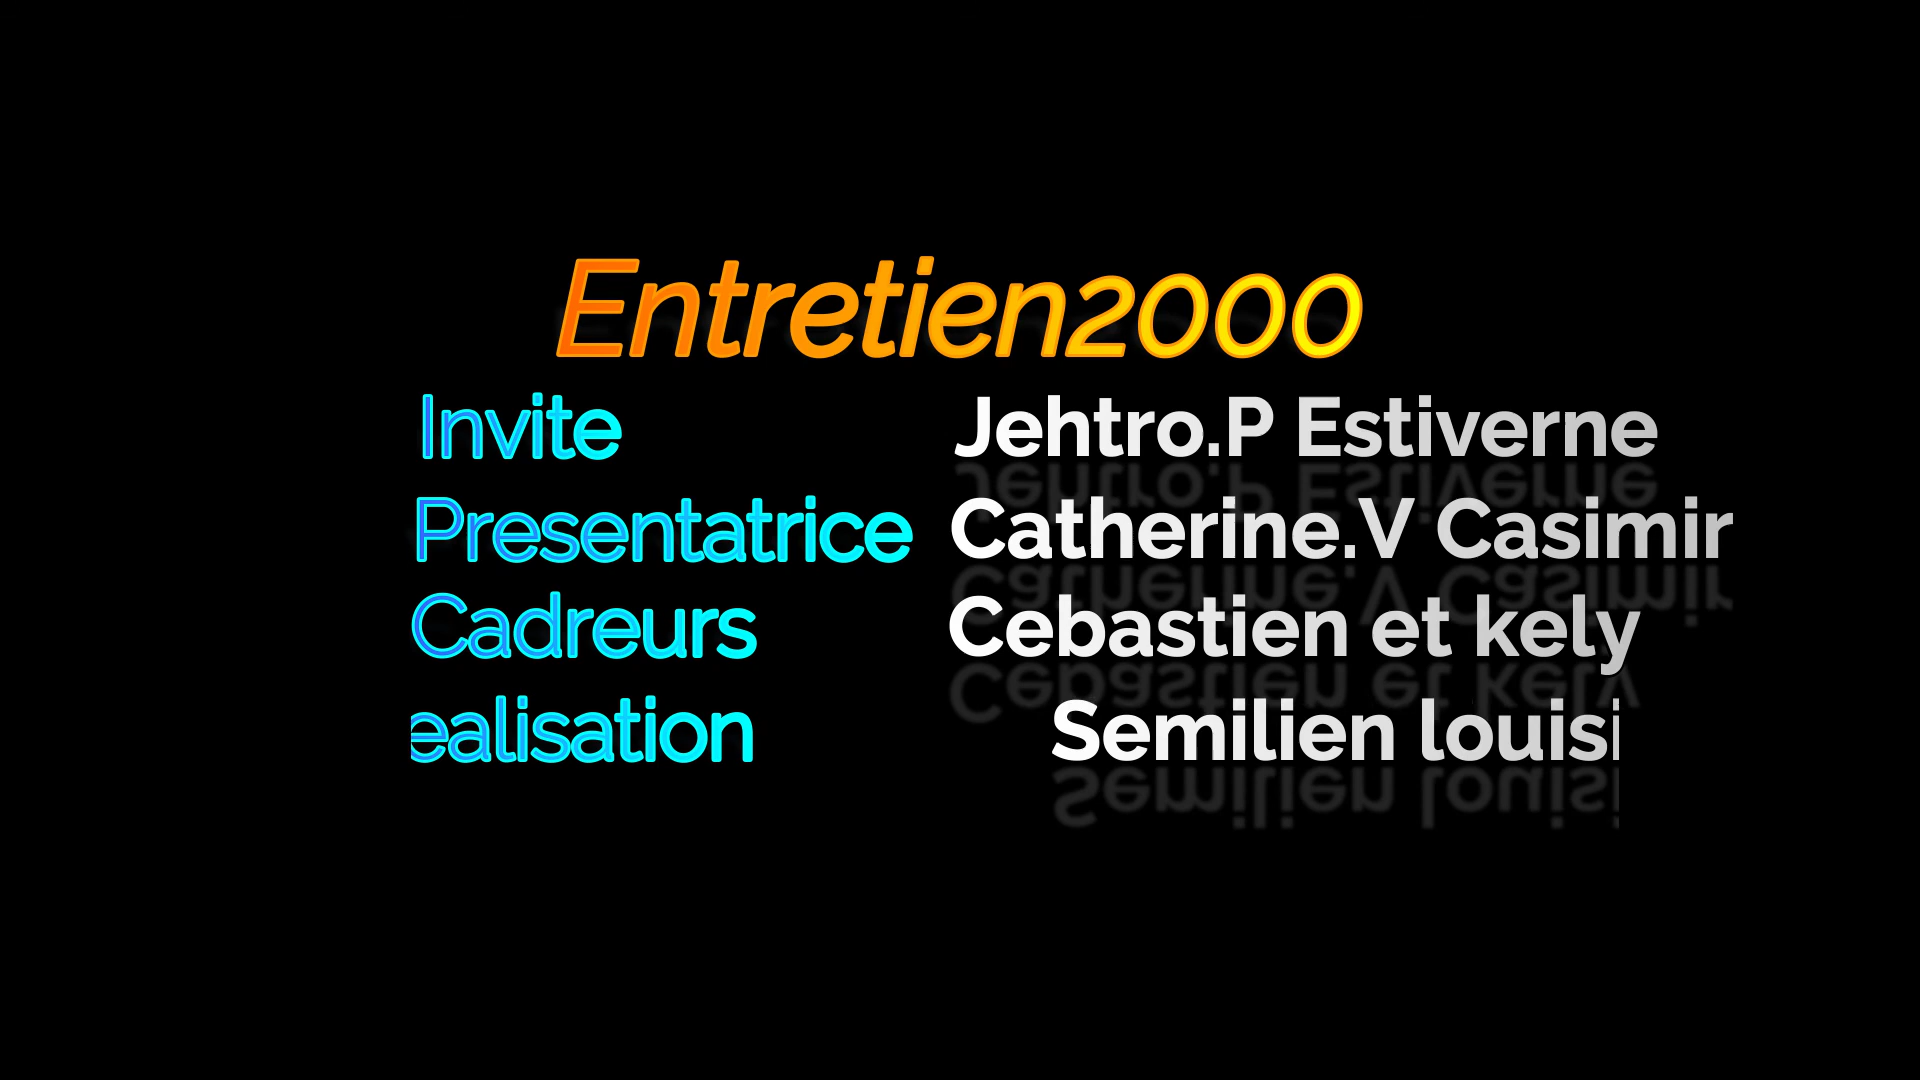 Entretien2000
Invite Jehtro.P Estiverne
Presentatrice Catherine.V Casimir
Cadreurs Cebastien et kely
ealisation Semilien louisi